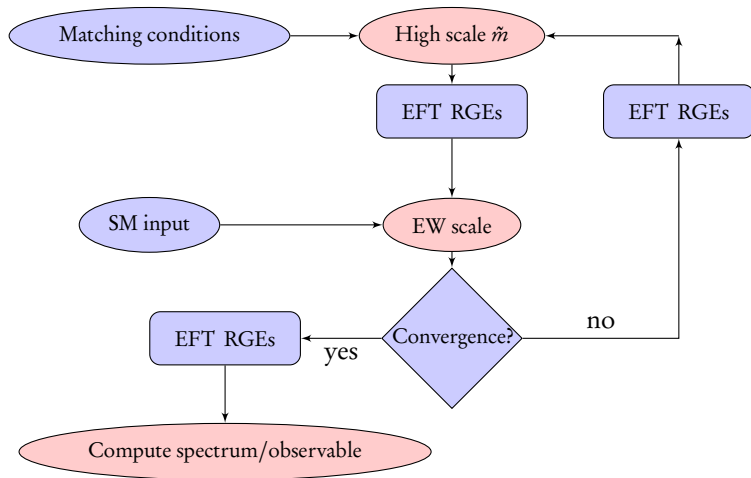 Matching conditions
High scale m̃
EFT RGEs
EFT RGEs
SM input
EW scale
Convergence?
no
yes
EFT RGEs
Compute spectrum/observable